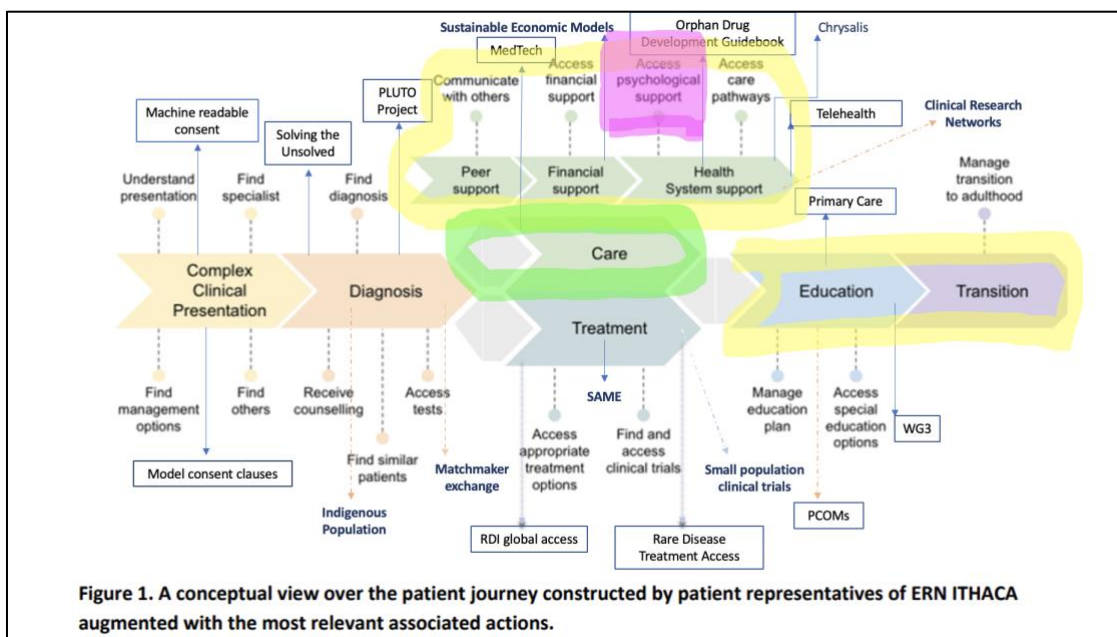 Sustainable Economic Models
Orphan Drug
Development Guidebook
Chrysalis
MedTech
Communicate
with others
Access
financial
support
Access
psychological
support
Access
care
pathways
Machine readable
consent
PLUTO
Project
Solving the
Unsolved
Telehealth
Clinical Research
Networks
Understand
presentation
Find
specialist
Find
diagnosis
Peer
support
Financial
support
Health
System support
Manage
transition
to adulthood
Primary Care
Complex
Clinical
Presentation
Diagnosis
Care
Treatment
Education
Transition
Find
management
options
Find
others
Receive
counselling
Access
tests
SAME
Manage
education
plan
Access
special
education
options
WG3
Model consent clauses
Find similar
patients
Matchmaker
exchange
Access
appropriate
treatment
options
Find and
access
clinical trials
Small population
clinical trials
Indigenous
Population
PCOMs
RDI global access
Rare Disease
Treatment Access
Figure 1. A conceptual view over the patient journey constructed by patient representatives of ERN ITHACA
augmented with the most relevant associated actions.